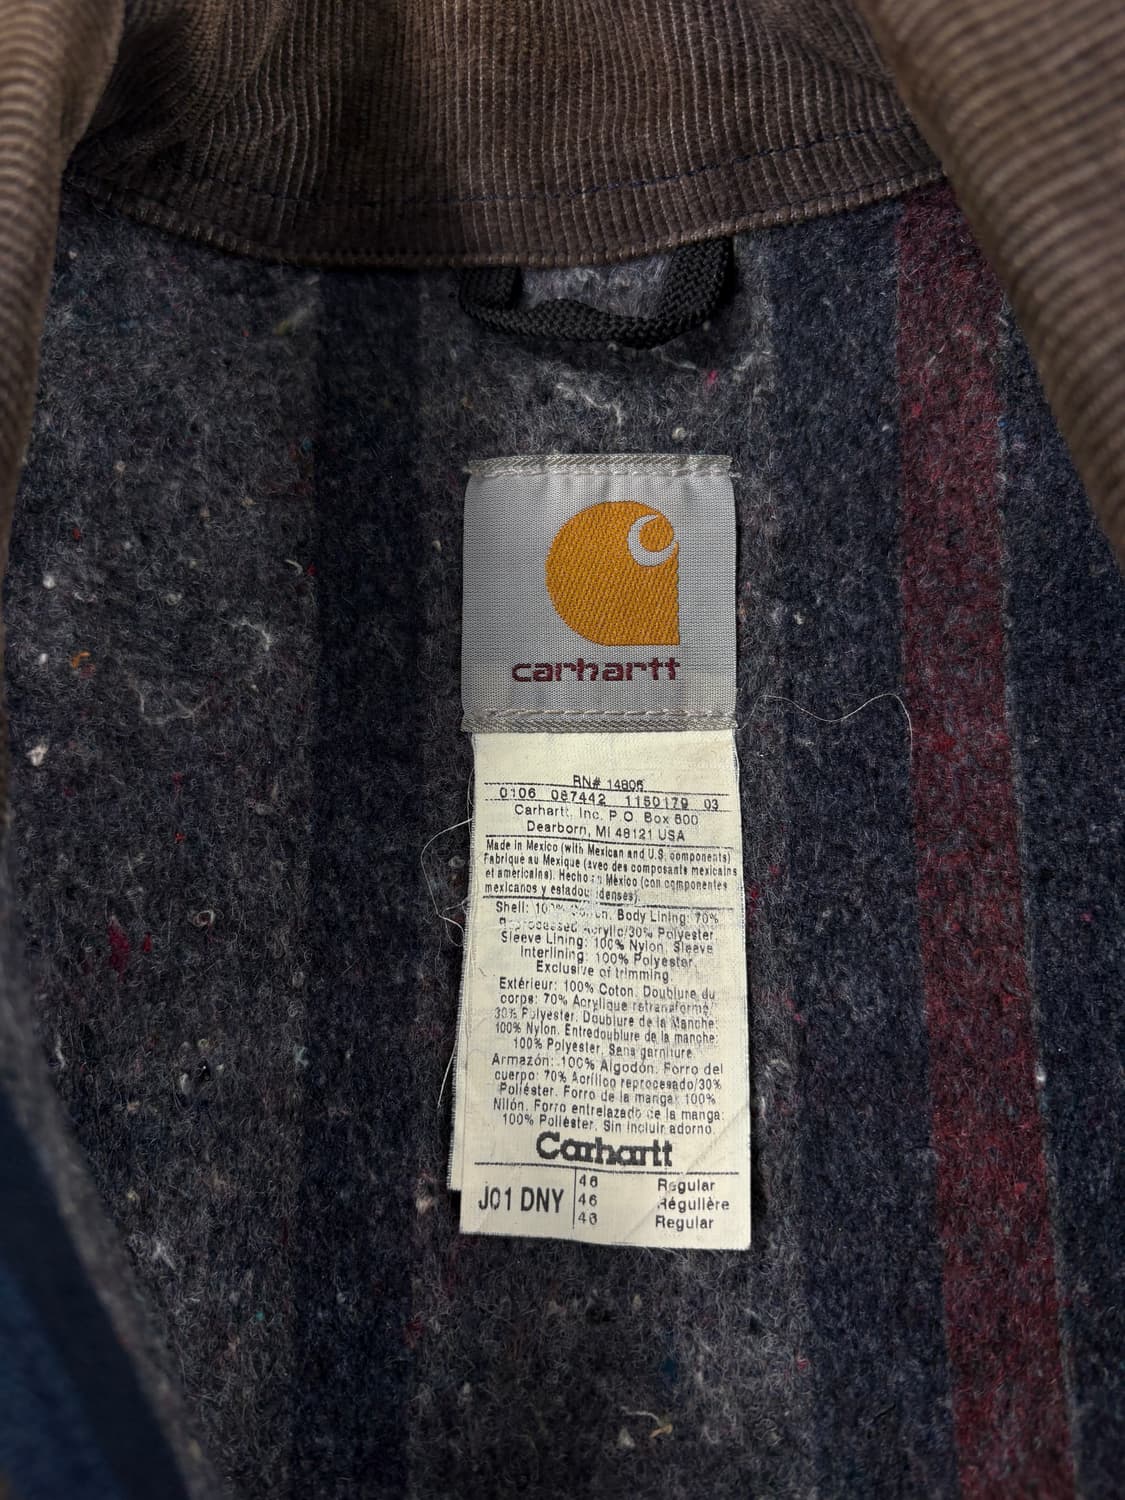 carhartt
RN# 14806
0106 087442 1150179 03
Carhartt, Inc. P.O. Box 600
Dearborn, MI 48121 USA
Made in Mexico (with Mexican and U.S. components)
Fabriqué au Mexique (avec des composants mexicains
et américains). Hecho en México (con componentes
mexicanos y estadounidenses).
Shell: 100% Cotton. Body Lining: 70%
Reprocessed Acrylic/30% Polyester
Sleeve Lining: 100% Nylon. Sleeve
Interlining: 100% Polyester.
Exclusive of trimming.
Extérieur: 100% Coton. Doublure du
corps: 70% Acrylique retransformé/
30% Polyester. Doublure de la Manche:
100% Nylon. Entredoublure de la manche:
100% Polyester. Sans garniture
Armazón: 100% Algodón. Forro del
cuerpo: 70% Acrílico reprocesado/30%
Poliéster. Forro de la manga: 100%
Nilón. Forro entrelazado de la manga:
100% Poliéster. Sin incluir adorno.
Carhartt
J01 DNY
46 Regular
46 Régulière
46 Regular